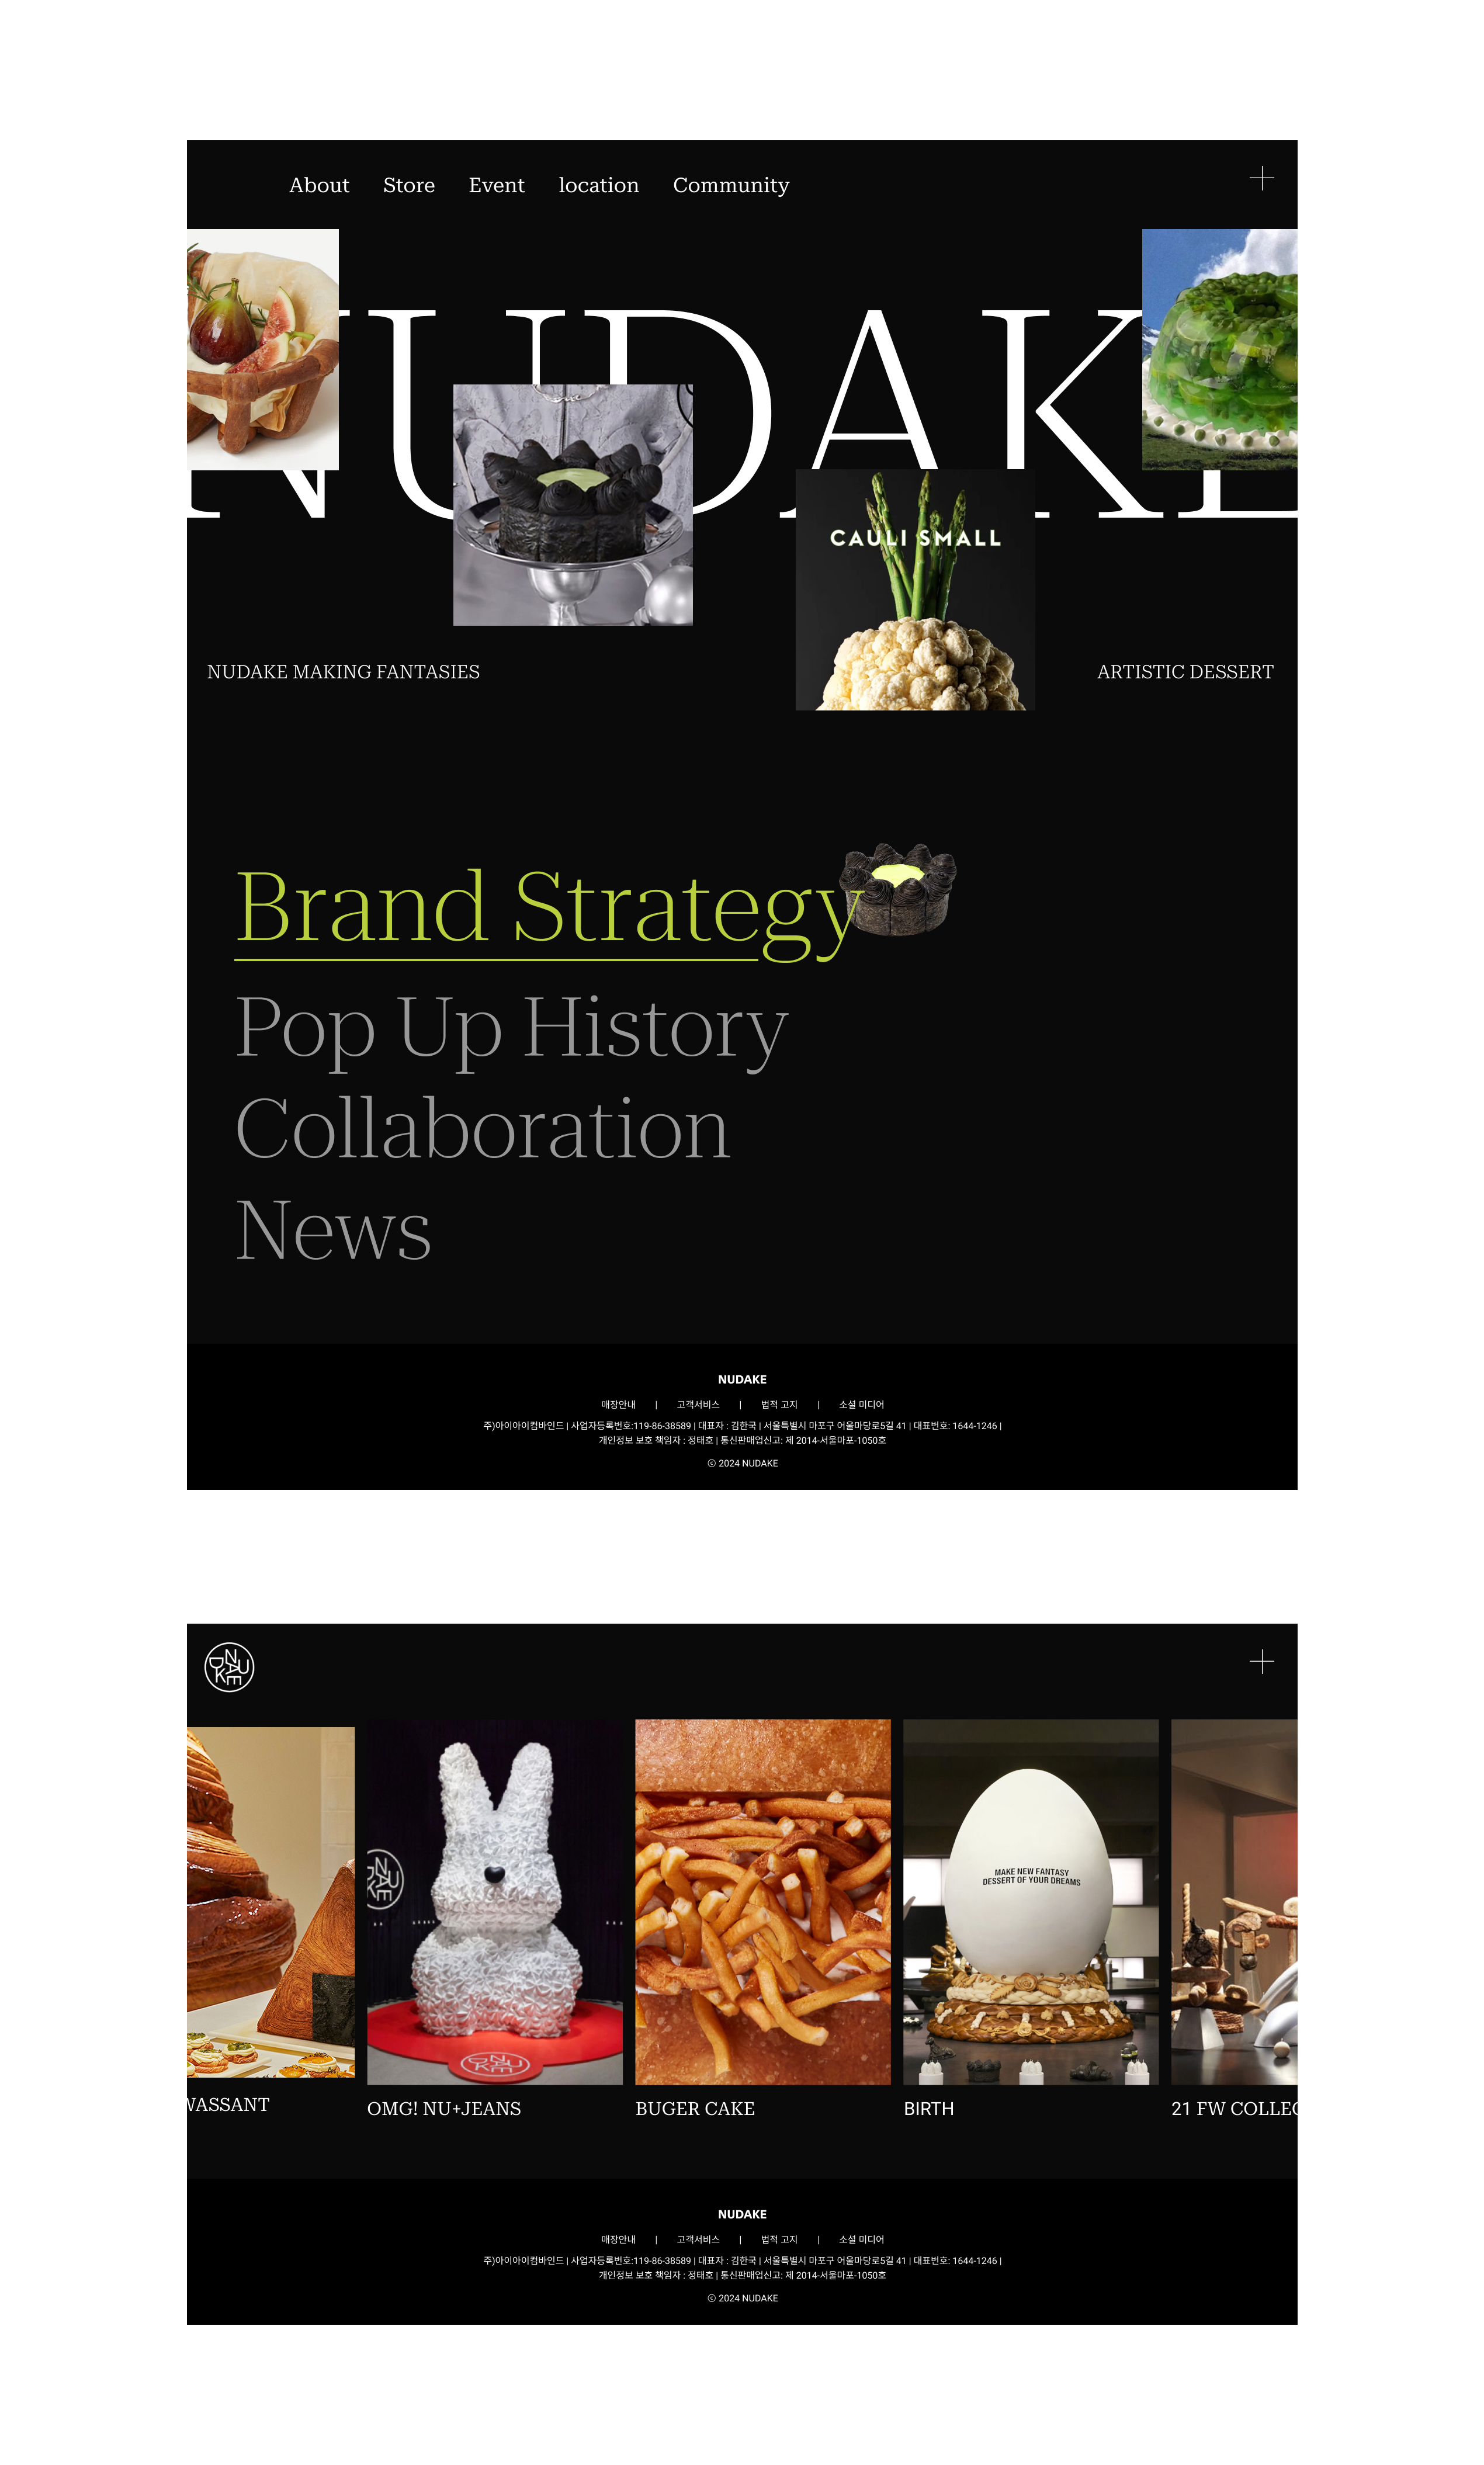 About Store Event location Community
NUDAKE
CAULI SMALL
NUDAKE MAKING FANTASIES
ARTISTIC DESSERT
Brand Strategy
Pop Up History
Collaboration
News
NUDAKE
매장안내 | 고객서비스 | 법적 고지 | 소셜 미디어
주)아이아이컴바인드 | 사업자등록번호:119-86-38589 | 대표자 : 김한국 | 서울특별시 마포구 어울마당로5길 41 | 대표번호: 1644-1246 |
개인정보 보호 책임자 : 정태호 | 통신판매업신고: 제 2014-서울마포-1050호
ⓒ 2024 NUDAKE
NUDAKE
MAKE NEW FANTASY
DESSERT OF YOUR DREAMS
NUDAKE
WASSANT
OMG! NU+JEANS
BUGER CAKE
BIRTH
21 FW COLLEC
NUDAKE
매장안내 | 고객서비스 | 법적 고지 | 소셜 미디어
주)아이아이컴바인드 | 사업자등록번호:119-86-38589 | 대표자 : 김한국 | 서울특별시 마포구 어울마당로5길 41 | 대표번호: 1644-1246 |
개인정보 보호 책임자 : 정태호 | 통신판매업신고: 제 2014-서울마포-1050호
ⓒ 2024 NUDAKE